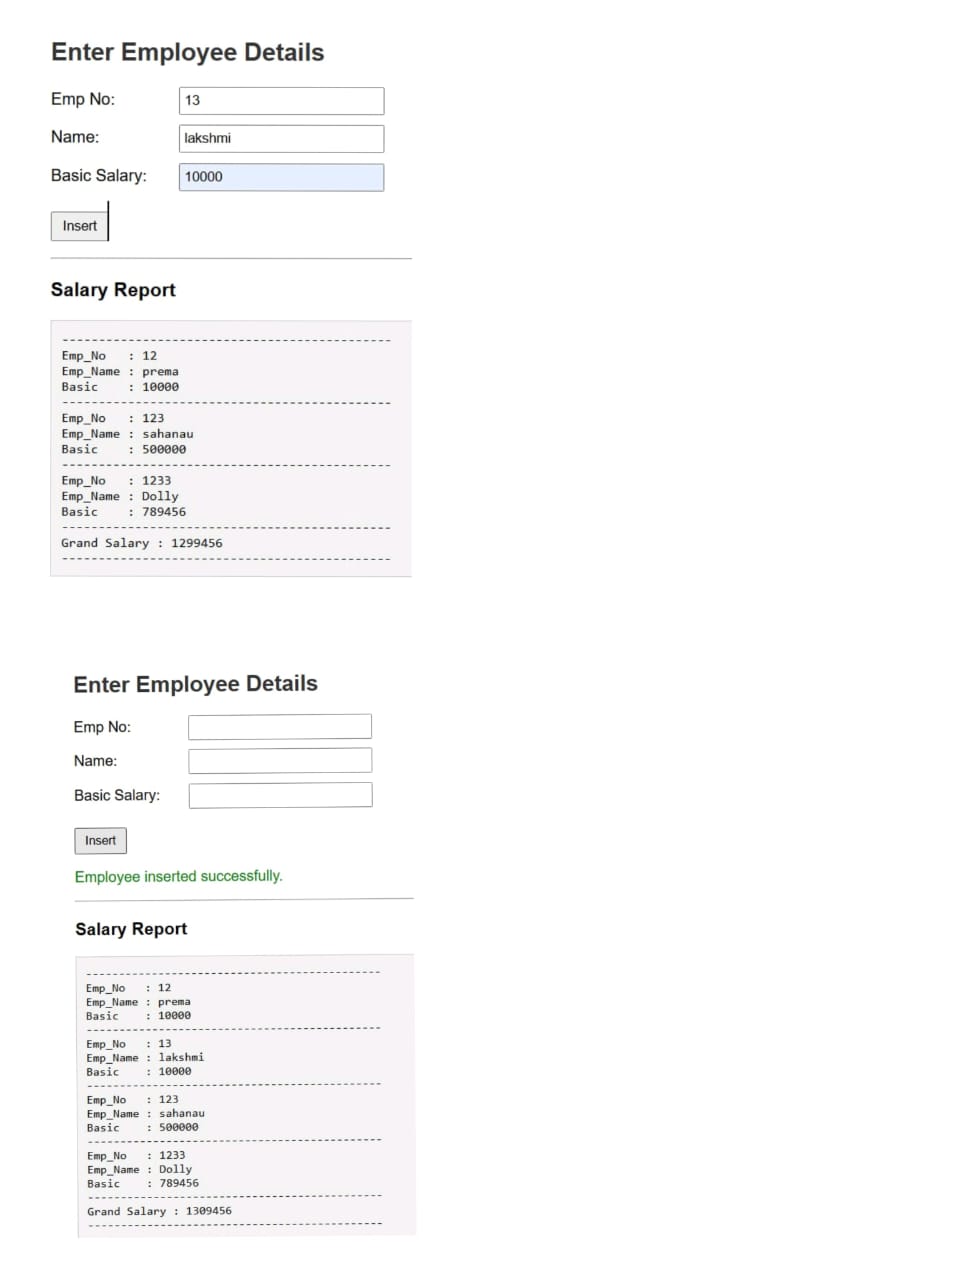 Enter Employee Details
Emp No: 13
Name: lakshmi
Basic Salary: 10000
Insert
Salary Report
---------------------------------------------
Emp_No   : 12
Emp_Name : prema
Basic    : 10000
---------------------------------------------
Emp_No   : 123
Emp_Name : sahanau
Basic    : 500000
---------------------------------------------
Emp_No   : 1233
Emp_Name : Dolly
Basic    : 789456
---------------------------------------------
Grand Salary : 1299456
---------------------------------------------
Enter Employee Details
Emp No:
Name:
Basic Salary:
Insert
Employee inserted successfully.
Salary Report
---------------------------------------------
Emp_No   : 12
Emp_Name : prema
Basic    : 10000
---------------------------------------------
Emp_No   : 13
Emp_Name : lakshmi
Basic    : 10000
---------------------------------------------
Emp_No   : 123
Emp_Name : sahanau
Basic    : 500000
---------------------------------------------
Emp_No   : 1233
Emp_Name : Dolly
Basic    : 789456
---------------------------------------------
Grand Salary : 1309456
---------------------------------------------